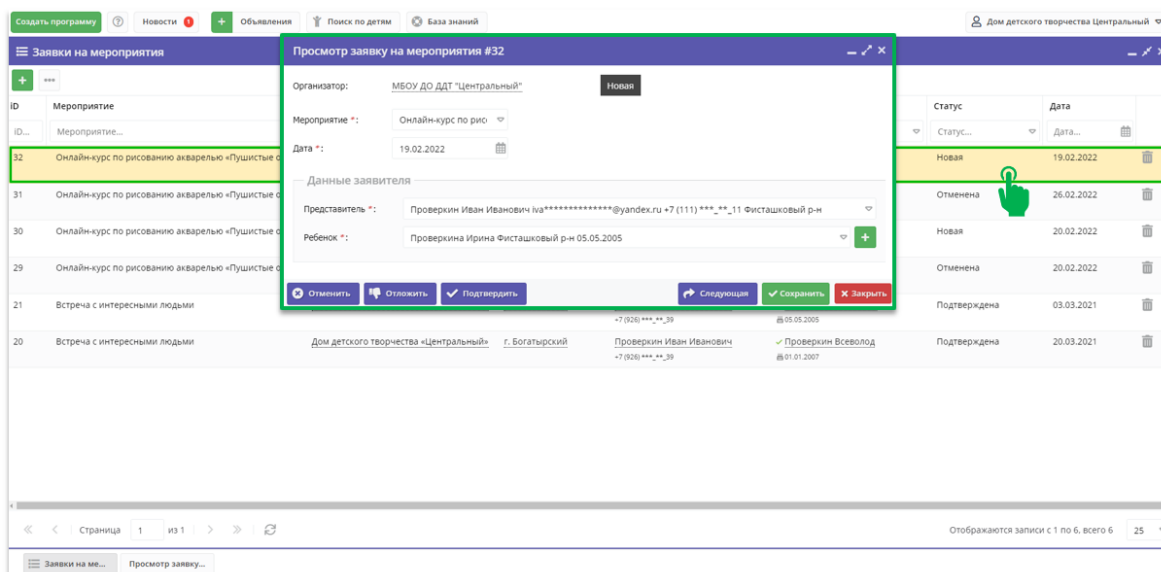 Создать программу Новости 1 + Объявления Поиск по детям База знаний Дом детского творчества Центральный
Заявки на мероприятия
Просмотр заявку на мероприятия #32
Организатор: МБОУ ДО ДДТ "Центральный" Новая
Мероприятие *: Онлайн-курс по рисо
Дата *: 19.02.2022
Данные заявителя
Представитель *: Проверкин Иван Иванович iva**************@yandex.ru +7 (111) ***_**_11 Фисташковый р-н
Ребенок *: Проверкина Ирина Фисташковый р-н 05.05.2005
Отменить Отложить Подтвердить Следующая Сохранить Закрыть
iD Мероприятие Статус Дата
iD... Мероприятие... Статус... Дата...
32 Онлайн-курс по рисованию акварелью «Пушистые Новая 19.02.2022
31 Онлайн-курс по рисованию акварелью «Пушистые Отменена 26.02.2022
30 Онлайн-курс по рисованию акварелью «Пушистые Новая 20.02.2022
29 Онлайн-курс по рисованию акварелью «Пушистые Отменена 20.02.2022
21 Встреча с интересными людьми Подтверждена 03.03.2021
+7 (926) ***_**_39 05.05.2005
20 Встреча с интересными людьми Дом детского творчества «Центральный» г. Богатырский Проверкин Иван Иванович Проверкин Всеволод Подтверждена 20.03.2021
+7 (926) ***_**_39 01.01.2007
Страница 1 из 1 Отображаются записи с 1 по 6, всего 6 25
Заявки на ме... Просмотр заявку...